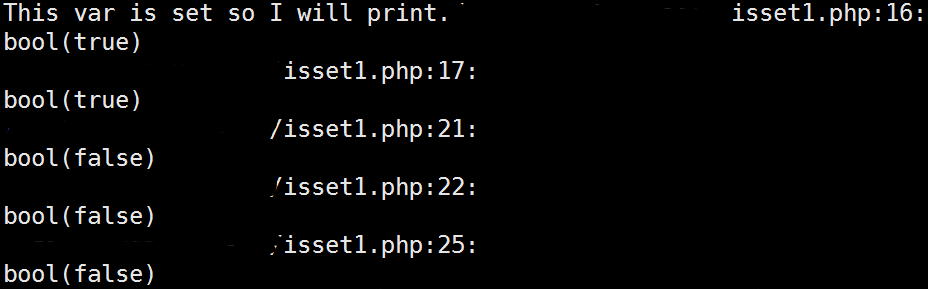 This var is set so I will print. isset1.php:16:
bool(true)
isset1.php:17:
bool(true)
/isset1.php:21:
bool(false)
/isset1.php:22:
bool(false)
/isset1.php:25:
bool(false)